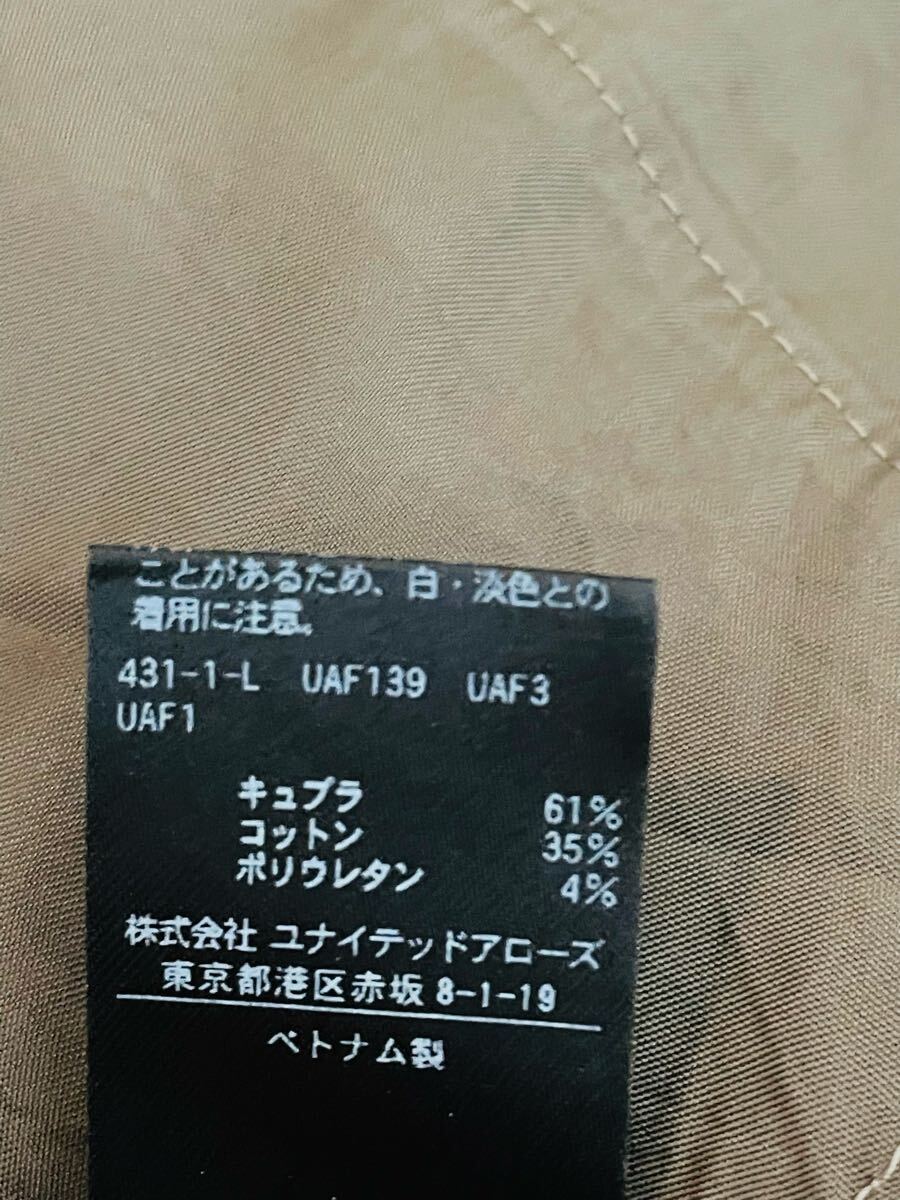 ことがあるため、白・淡色との
着用に注意。
431-1-L UAF139 UAF3
UAF1
キュプラ 61%
コットン 35%
ポリウレタン 4%
株式会社 ユナイテッドアローズ
東京都港区赤坂 8-1-19
ベトナム製